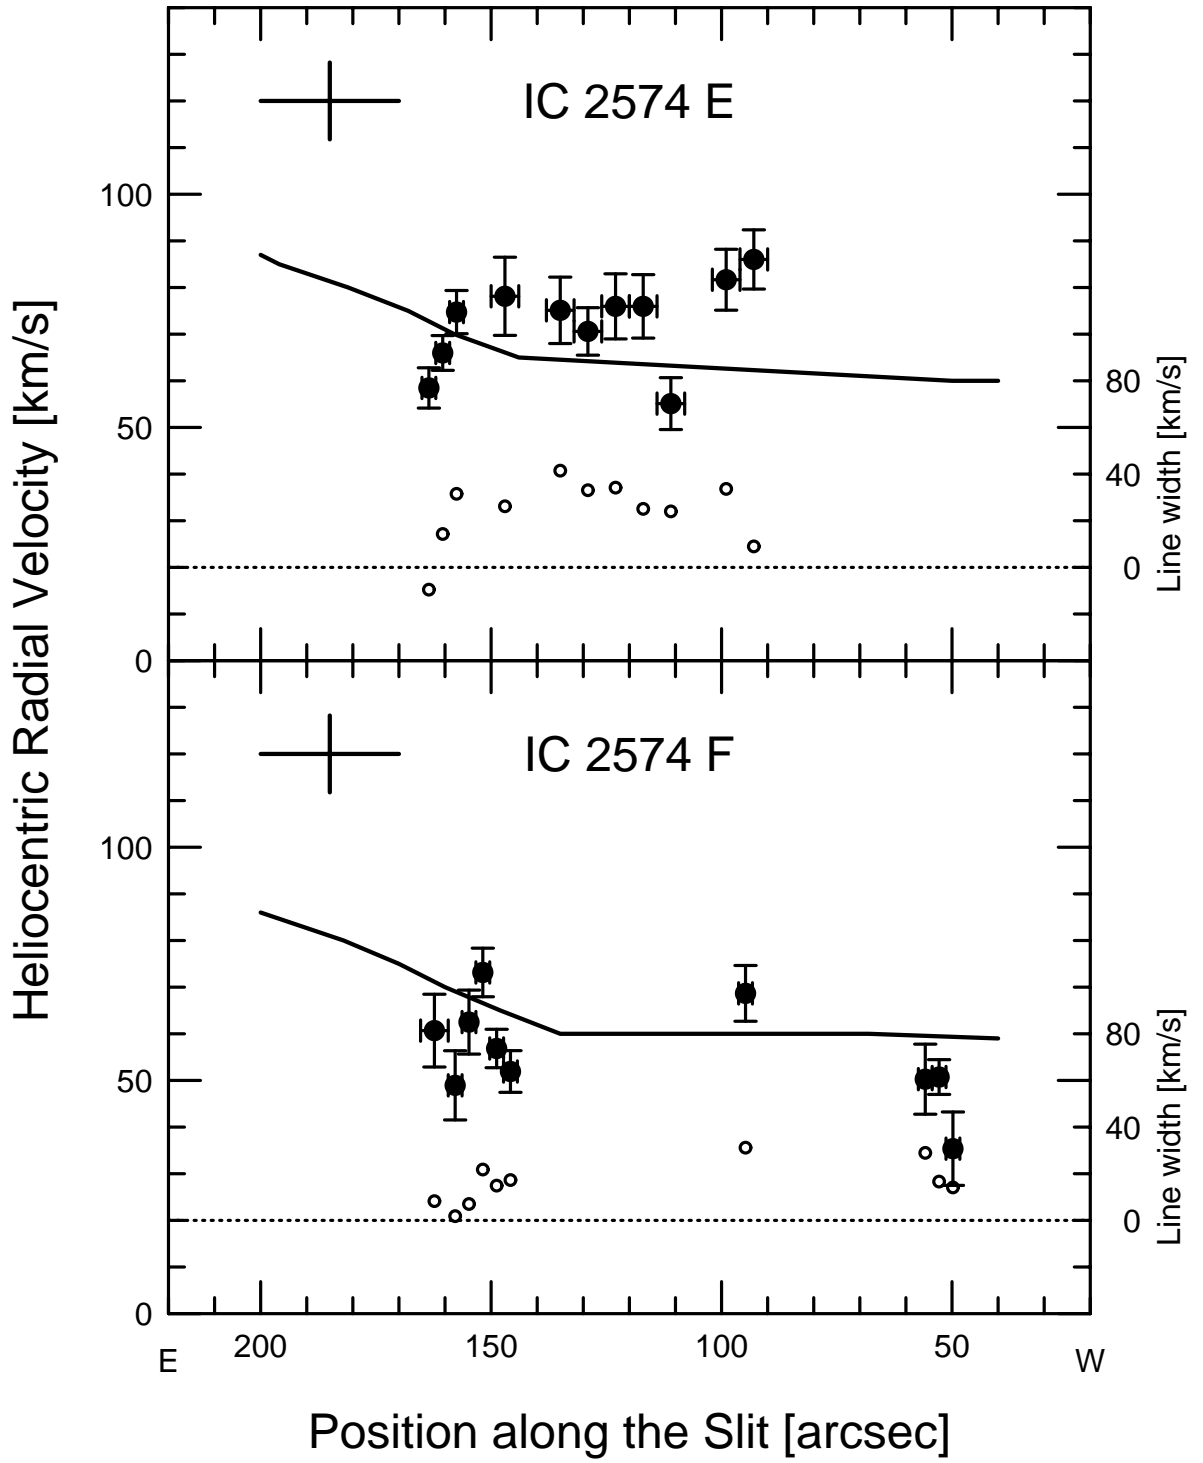 IC 2574 E
100
50
0
80
40
0
Line width [km/s]
Heliocentric Radial Velocity [km/s]
IC 2574 F
100
50
0
80
40
0
Line width [km/s]
E 200 150 100 50 W
Position along the Slit [arcsec]